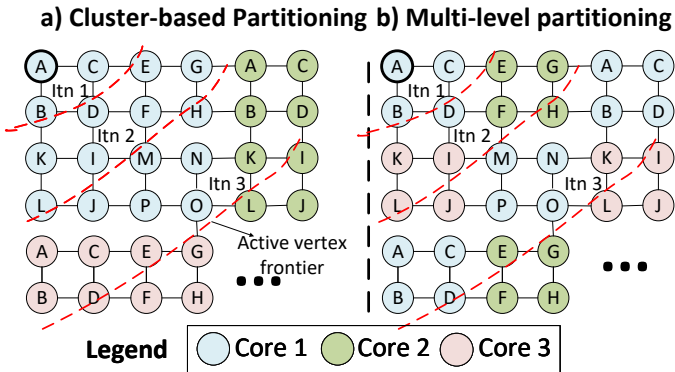 a) Cluster-based Partitioning b) Multi-level partitioning
A C E G A C A C E G A C
Itn 1 Itn 1
B D F H B D B D F H B D
Itn 2 Itn 2
K I M N K I K I M N K I
Itn 3 Itn 3
L J P O L J L J P O L J
Active vertex
frontier
A C E G A C E G
... ...
B D F H B D F H
Legend Core 1 Core 2 Core 3